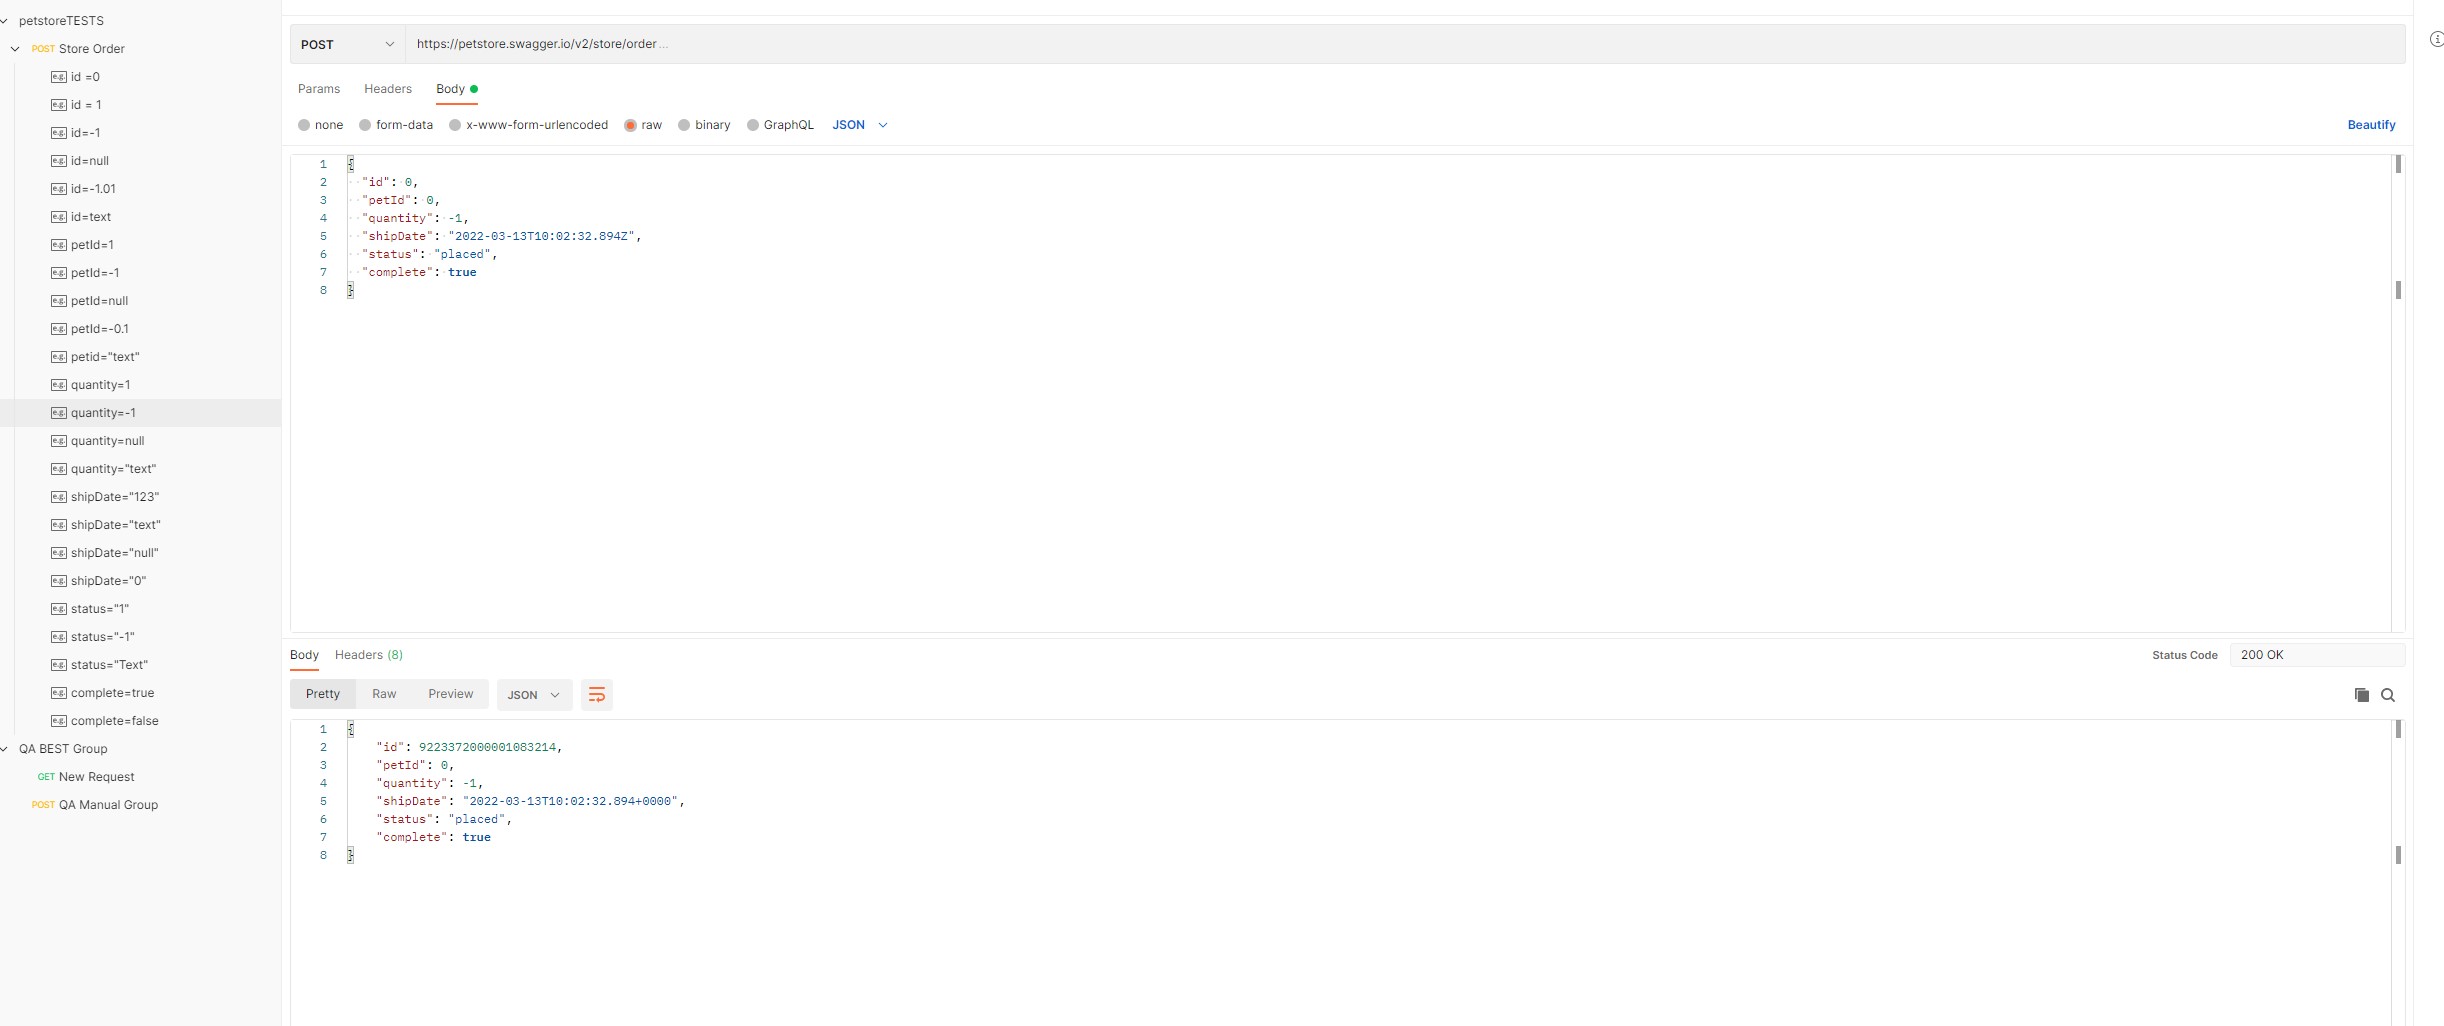 petstoreTESTS
POST Store Order
e.g. id =0
e.g. id = 1
e.g. id=-1
e.g. id=null
e.g. id=-1.01
e.g. id=text
e.g. petId=1
e.g. petId=-1
e.g. petId=null
e.g. petId=-0.1
e.g. petid="text"
e.g. quantity=1
e.g. quantity=-1
e.g. quantity=null
e.g. quantity="text"
e.g. shipDate="123"
e.g. shipDate="text"
e.g. shipDate="null"
e.g. shipDate="0"
e.g. status="1"
e.g. status="-1"
e.g. status="Text"
e.g. complete=true
e.g. complete=false
QA BEST Group
GET New Request
POST QA Manual Group
POST https://petstore.swagger.io/v2/store/order ...
Params Headers Body
none form-data x-www-form-urlencoded raw binary GraphQL JSON Beautify
1 {
2 "id": 0,
3 "petId": 0,
4 "quantity": -1,
5 "shipDate": "2022-03-13T10:02:32.894Z",
6 "status": "placed",
7 "complete": true
8 }
Body Headers (8) Status Code 200 OK
Pretty Raw Preview JSON
1 {
2 "id": 9223372000001083214,
3 "petId": 0,
4 "quantity": -1,
5 "shipDate": "2022-03-13T10:02:32.894+0000",
6 "status": "placed",
7 "complete": true
8 }